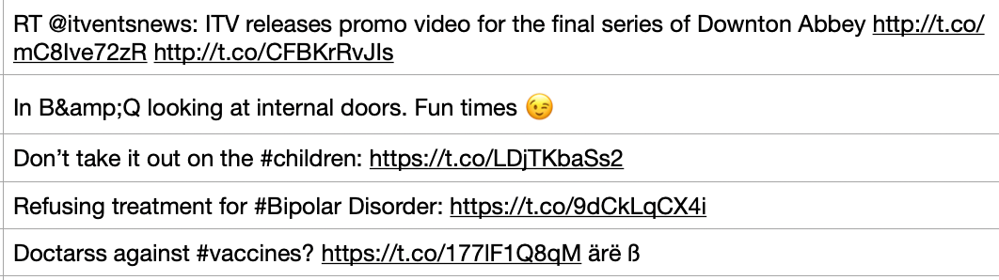 RT @itventsnews: ITV releases promo video for the final series of Downton Abbey http://t.co/
mC8Ive72zR http://t.co/CFBKrRvJIs
In B&amp;Q looking at internal doors. Fun times 😉
Don’t take it out on the #children: https://t.co/LDjTKbaSs2
Refusing treatment for #Bipolar Disorder: https://t.co/9dCkLqCX4i
Doctarss against #vaccines? https://t.co/177lF1Q8qM ärë ß